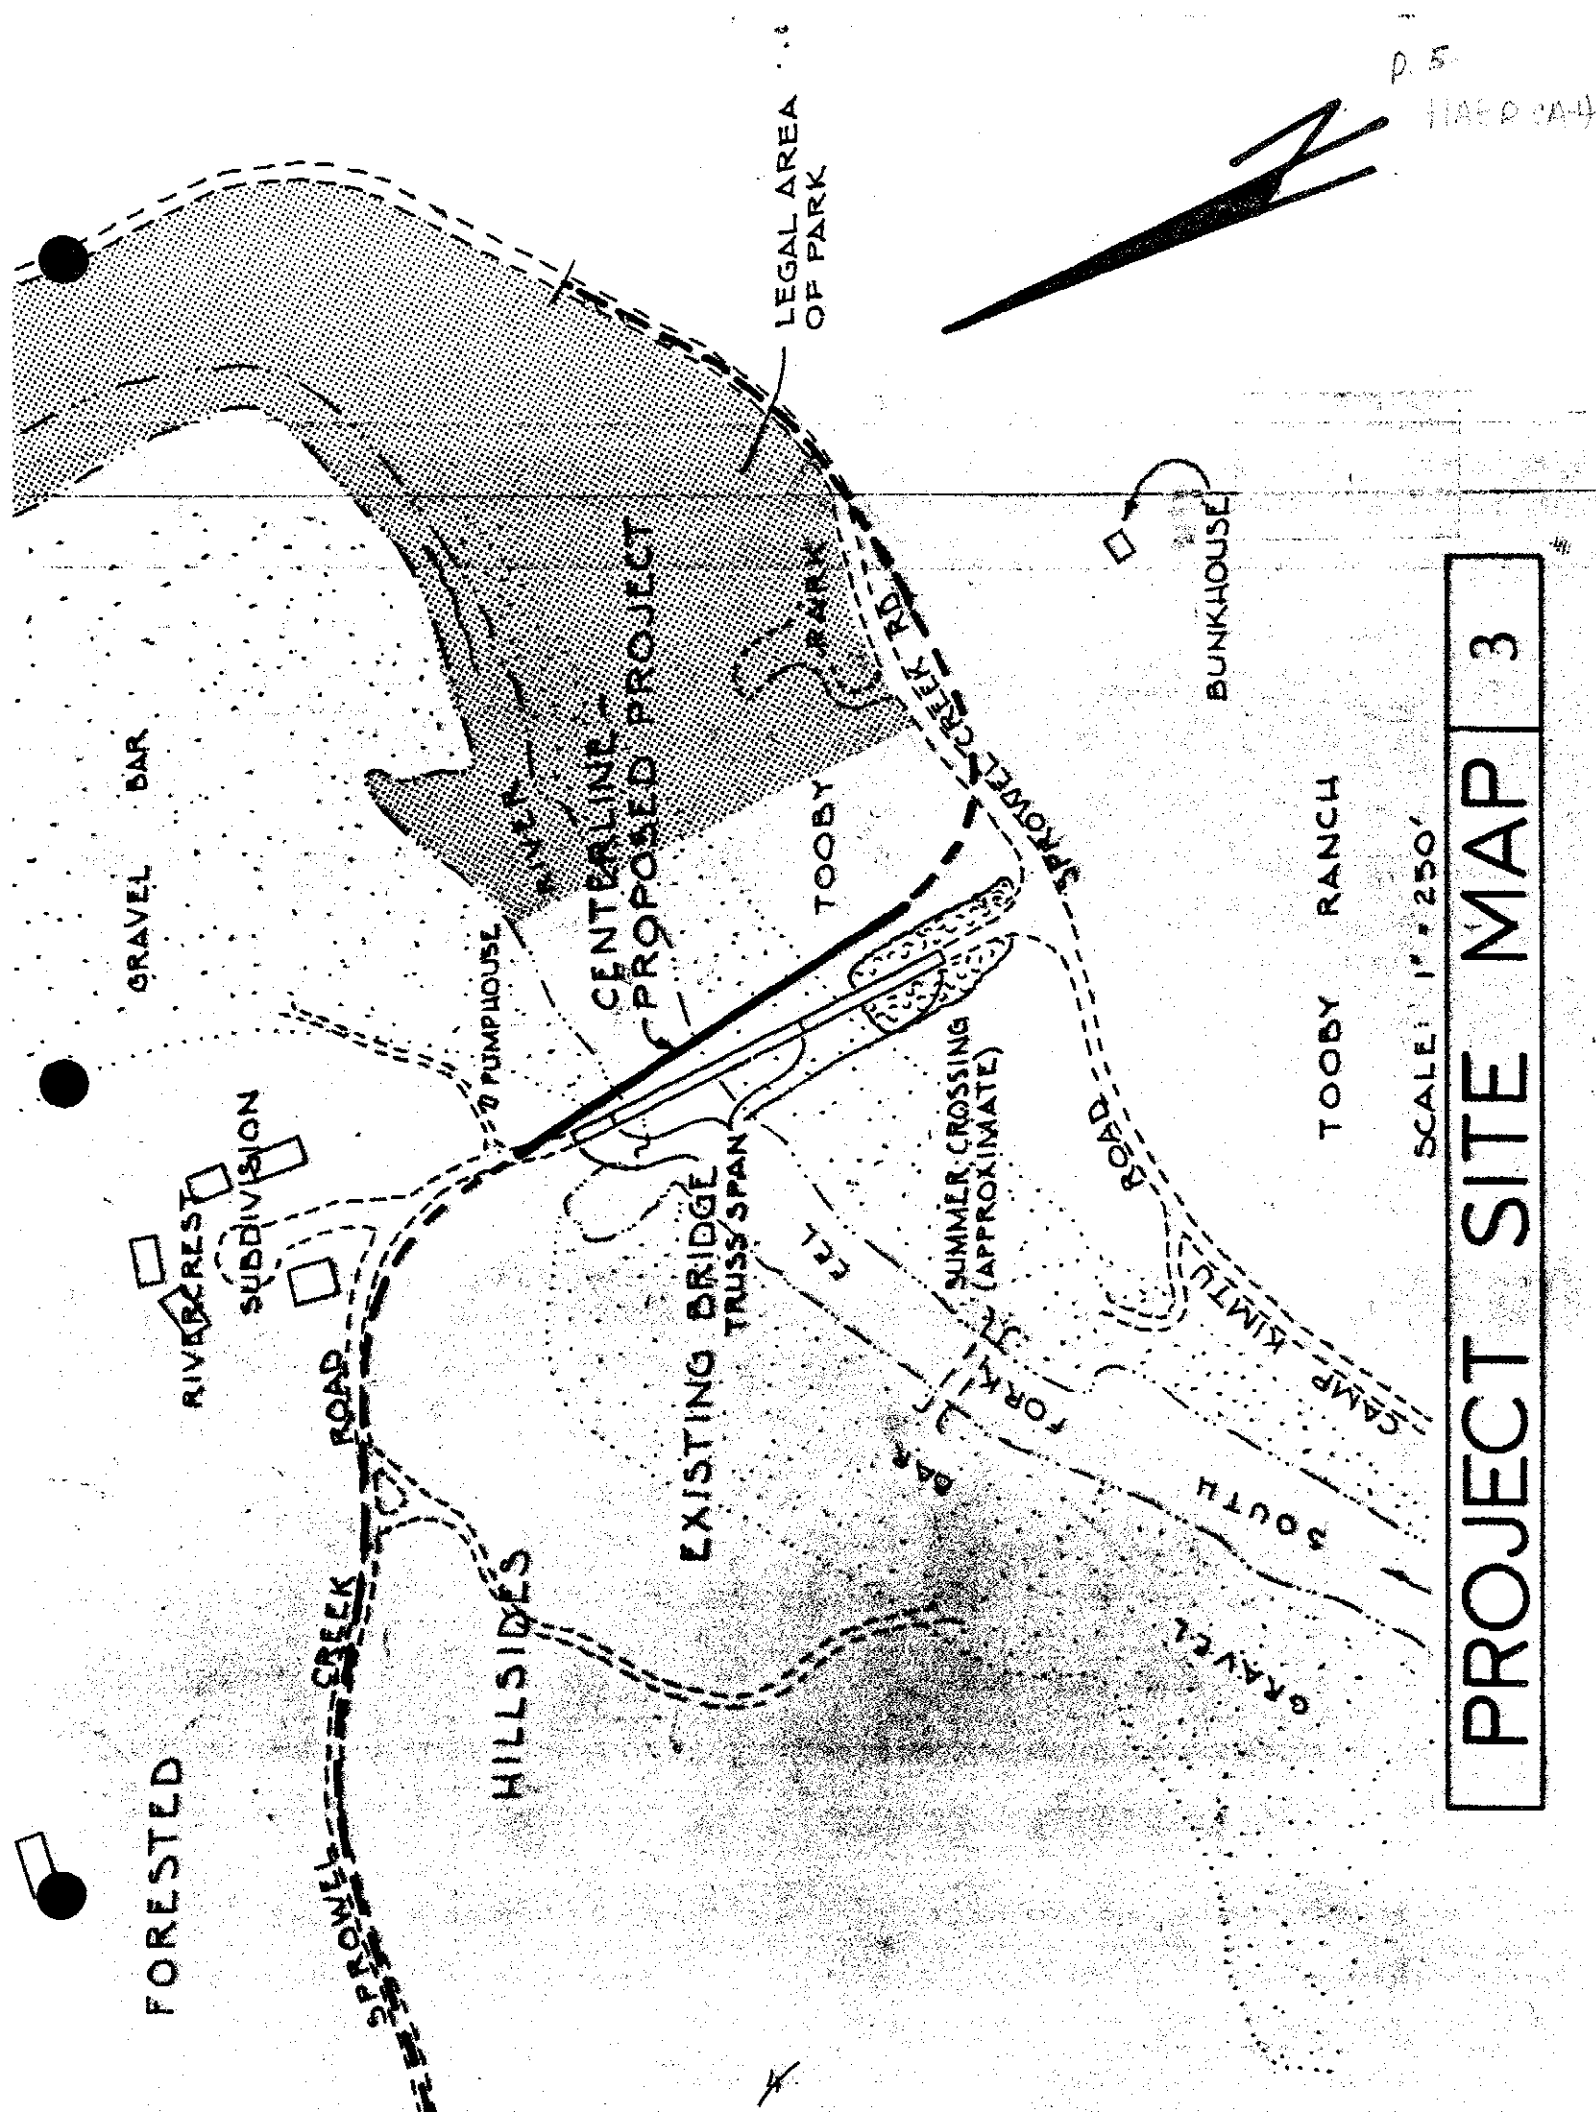 p. 5
LEGAL AREA
OF PARK
GRAVEL BAR
CENTERLINE
PROPOSED PROJECT
PARK
TOOBY
RIVER
PUMPHOUSE
SPROWEL CREEK RD.
BUNKHOUSE
RIVERCREST
SUBDIVISION
EXISTING BRIDGE
TRUSS SPAN
SUMMER CROSSING
(APPROXIMATE)
TOOBY RANCH
FORESTED
HILLSIDES
SPROWEL CREEK ROAD
GRAVEL BAR
SOUTH FORK EEL
CAMP KIMTU ROAD
SCALE: 1" = 250'
PROJECT SITE MAP 3
4